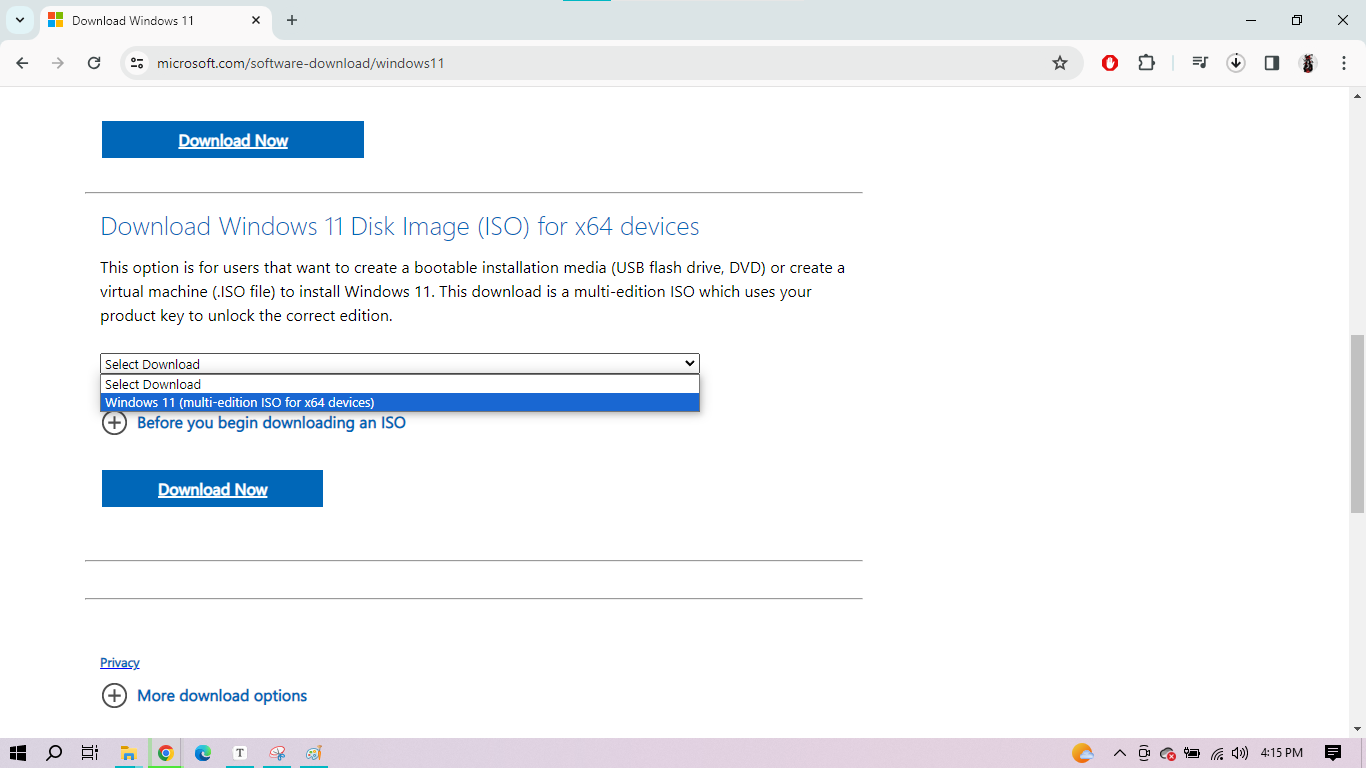 Download Windows 11
microsoft.com/software-download/windows11
Download Now
Download Windows 11 Disk Image (ISO) for x64 devices
This option is for users that want to create a bootable installation media (USB flash drive, DVD) or create a
virtual machine (.ISO file) to install Windows 11. This download is a multi-edition ISO which uses your
product key to unlock the correct edition.
Select Download
Select Download
Windows 11 (multi-edition ISO for x64 devices)
Before you begin downloading an ISO
Download Now
Privacy
More download options
T
4:15 PM